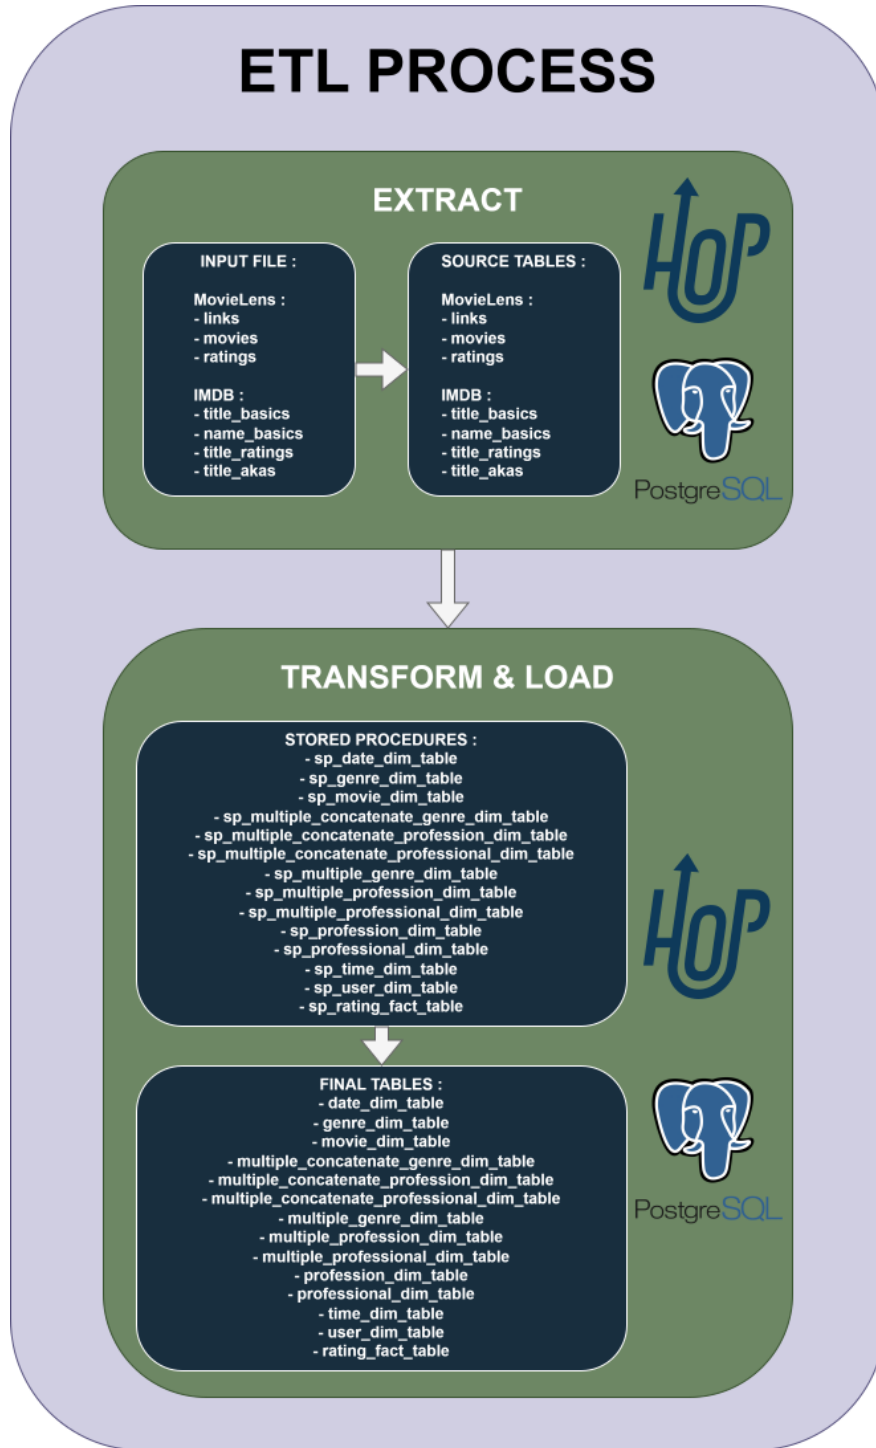 ETL PROCESS
EXTRACT
INPUT FILE :
MovieLens :
- links
- movies
- ratings
IMDB :
- title_basics
- name_basics
- title_ratings
- title_akas
SOURCE TABLES :
MovieLens :
- links
- movies
- ratings
IMDB :
- title_basics
- name_basics
- title_ratings
- title_akas
HOP
PostgreSQL
TRANSFORM & LOAD
STORED PROCEDURES :
- sp_date_dim_table
- sp_genre_dim_table
- sp_movie_dim_table
- sp_multiple_concatenate_genre_dim_table
- sp_multiple_concatenate_profession_dim_table
- sp_multiple_concatenate_professional_dim_table
- sp_multiple_genre_dim_table
- sp_multiple_profession_dim_table
- sp_multiple_professional_dim_table
- sp_profession_dim_table
- sp_professional_dim_table
- sp_time_dim_table
- sp_user_dim_table
- sp_rating_fact_table
HOP
FINAL TABLES :
- date_dim_table
- genre_dim_table
- movie_dim_table
- multiple_concatenate_genre_dim_table
- multiple_concatenate_profession_dim_table
- multiple_concatenate_professional_dim_table
- multiple_genre_dim_table
- multiple_profession_dim_table
- multiple_professional_dim_table
- profession_dim_table
- professional_dim_table
- time_dim_table
- user_dim_table
- rating_fact_table
PostgreSQL